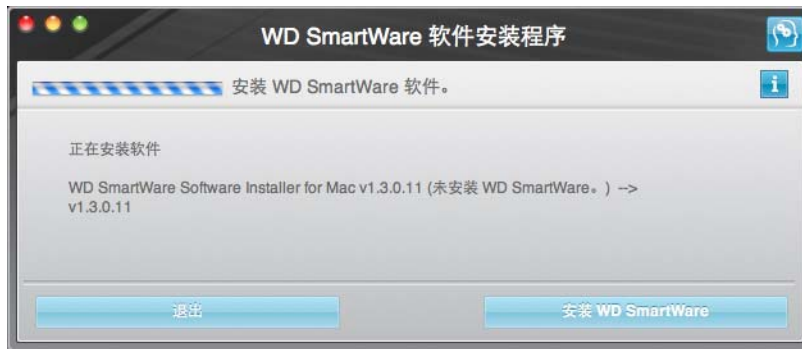 WD SmartWare 软件安装程序
安装 WD SmartWare 软件。
i
正在安装软件
WD SmartWare Software Installer for Mac v1.3.0.11 (未安装 WD SmartWare。) -->
v1.3.0.11
退出
安装 WD SmartWare